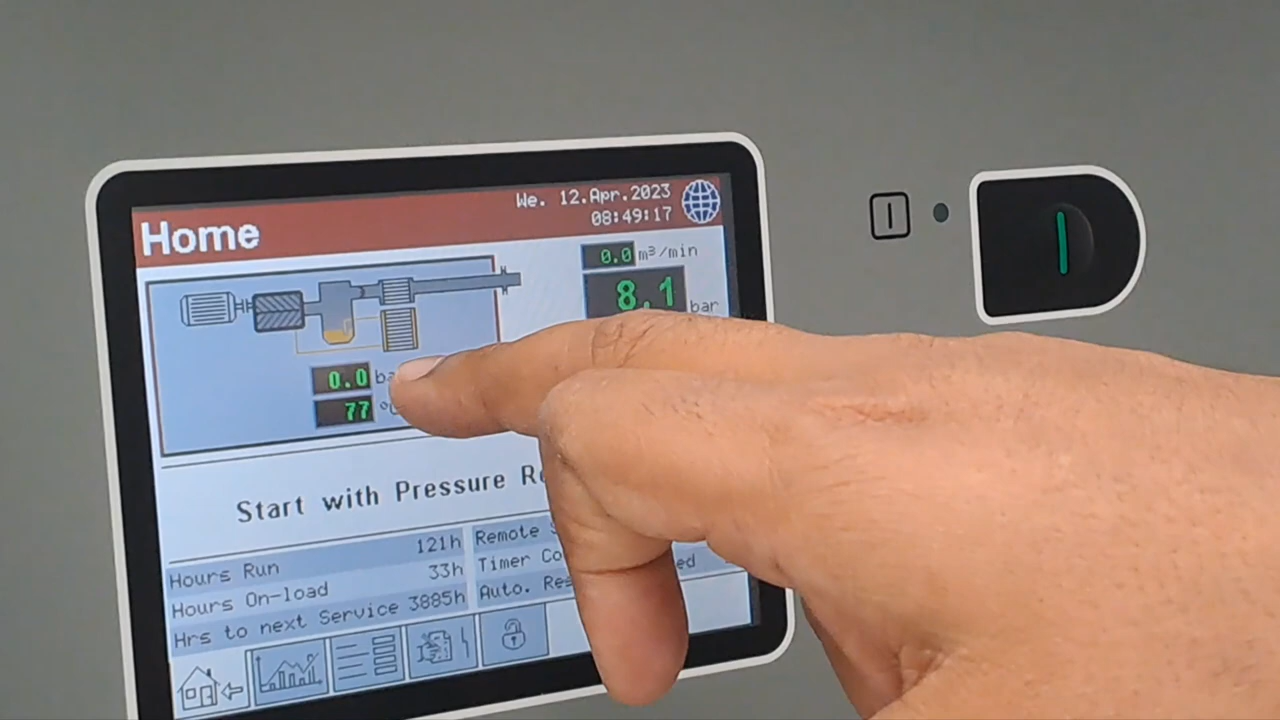 We. 12.Apr.2023
Home
08:49:17
0.0 m³/min
8.1 bar
0.0
77
Start with Pressure
Hours Run 121h
Remote
Hours On-load 33h
Timer
Hrs to next Service 3885h
Auto.
I